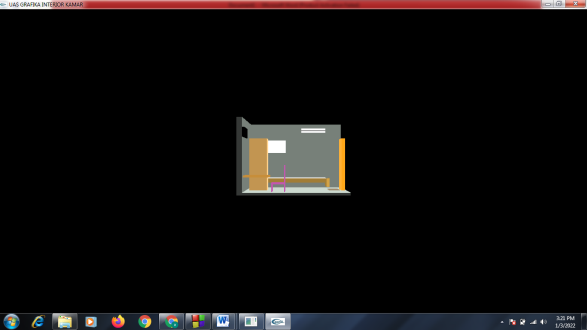 UAS GRAFIKA INTERIOR KAMAR
3:21 PM
1/3/2022